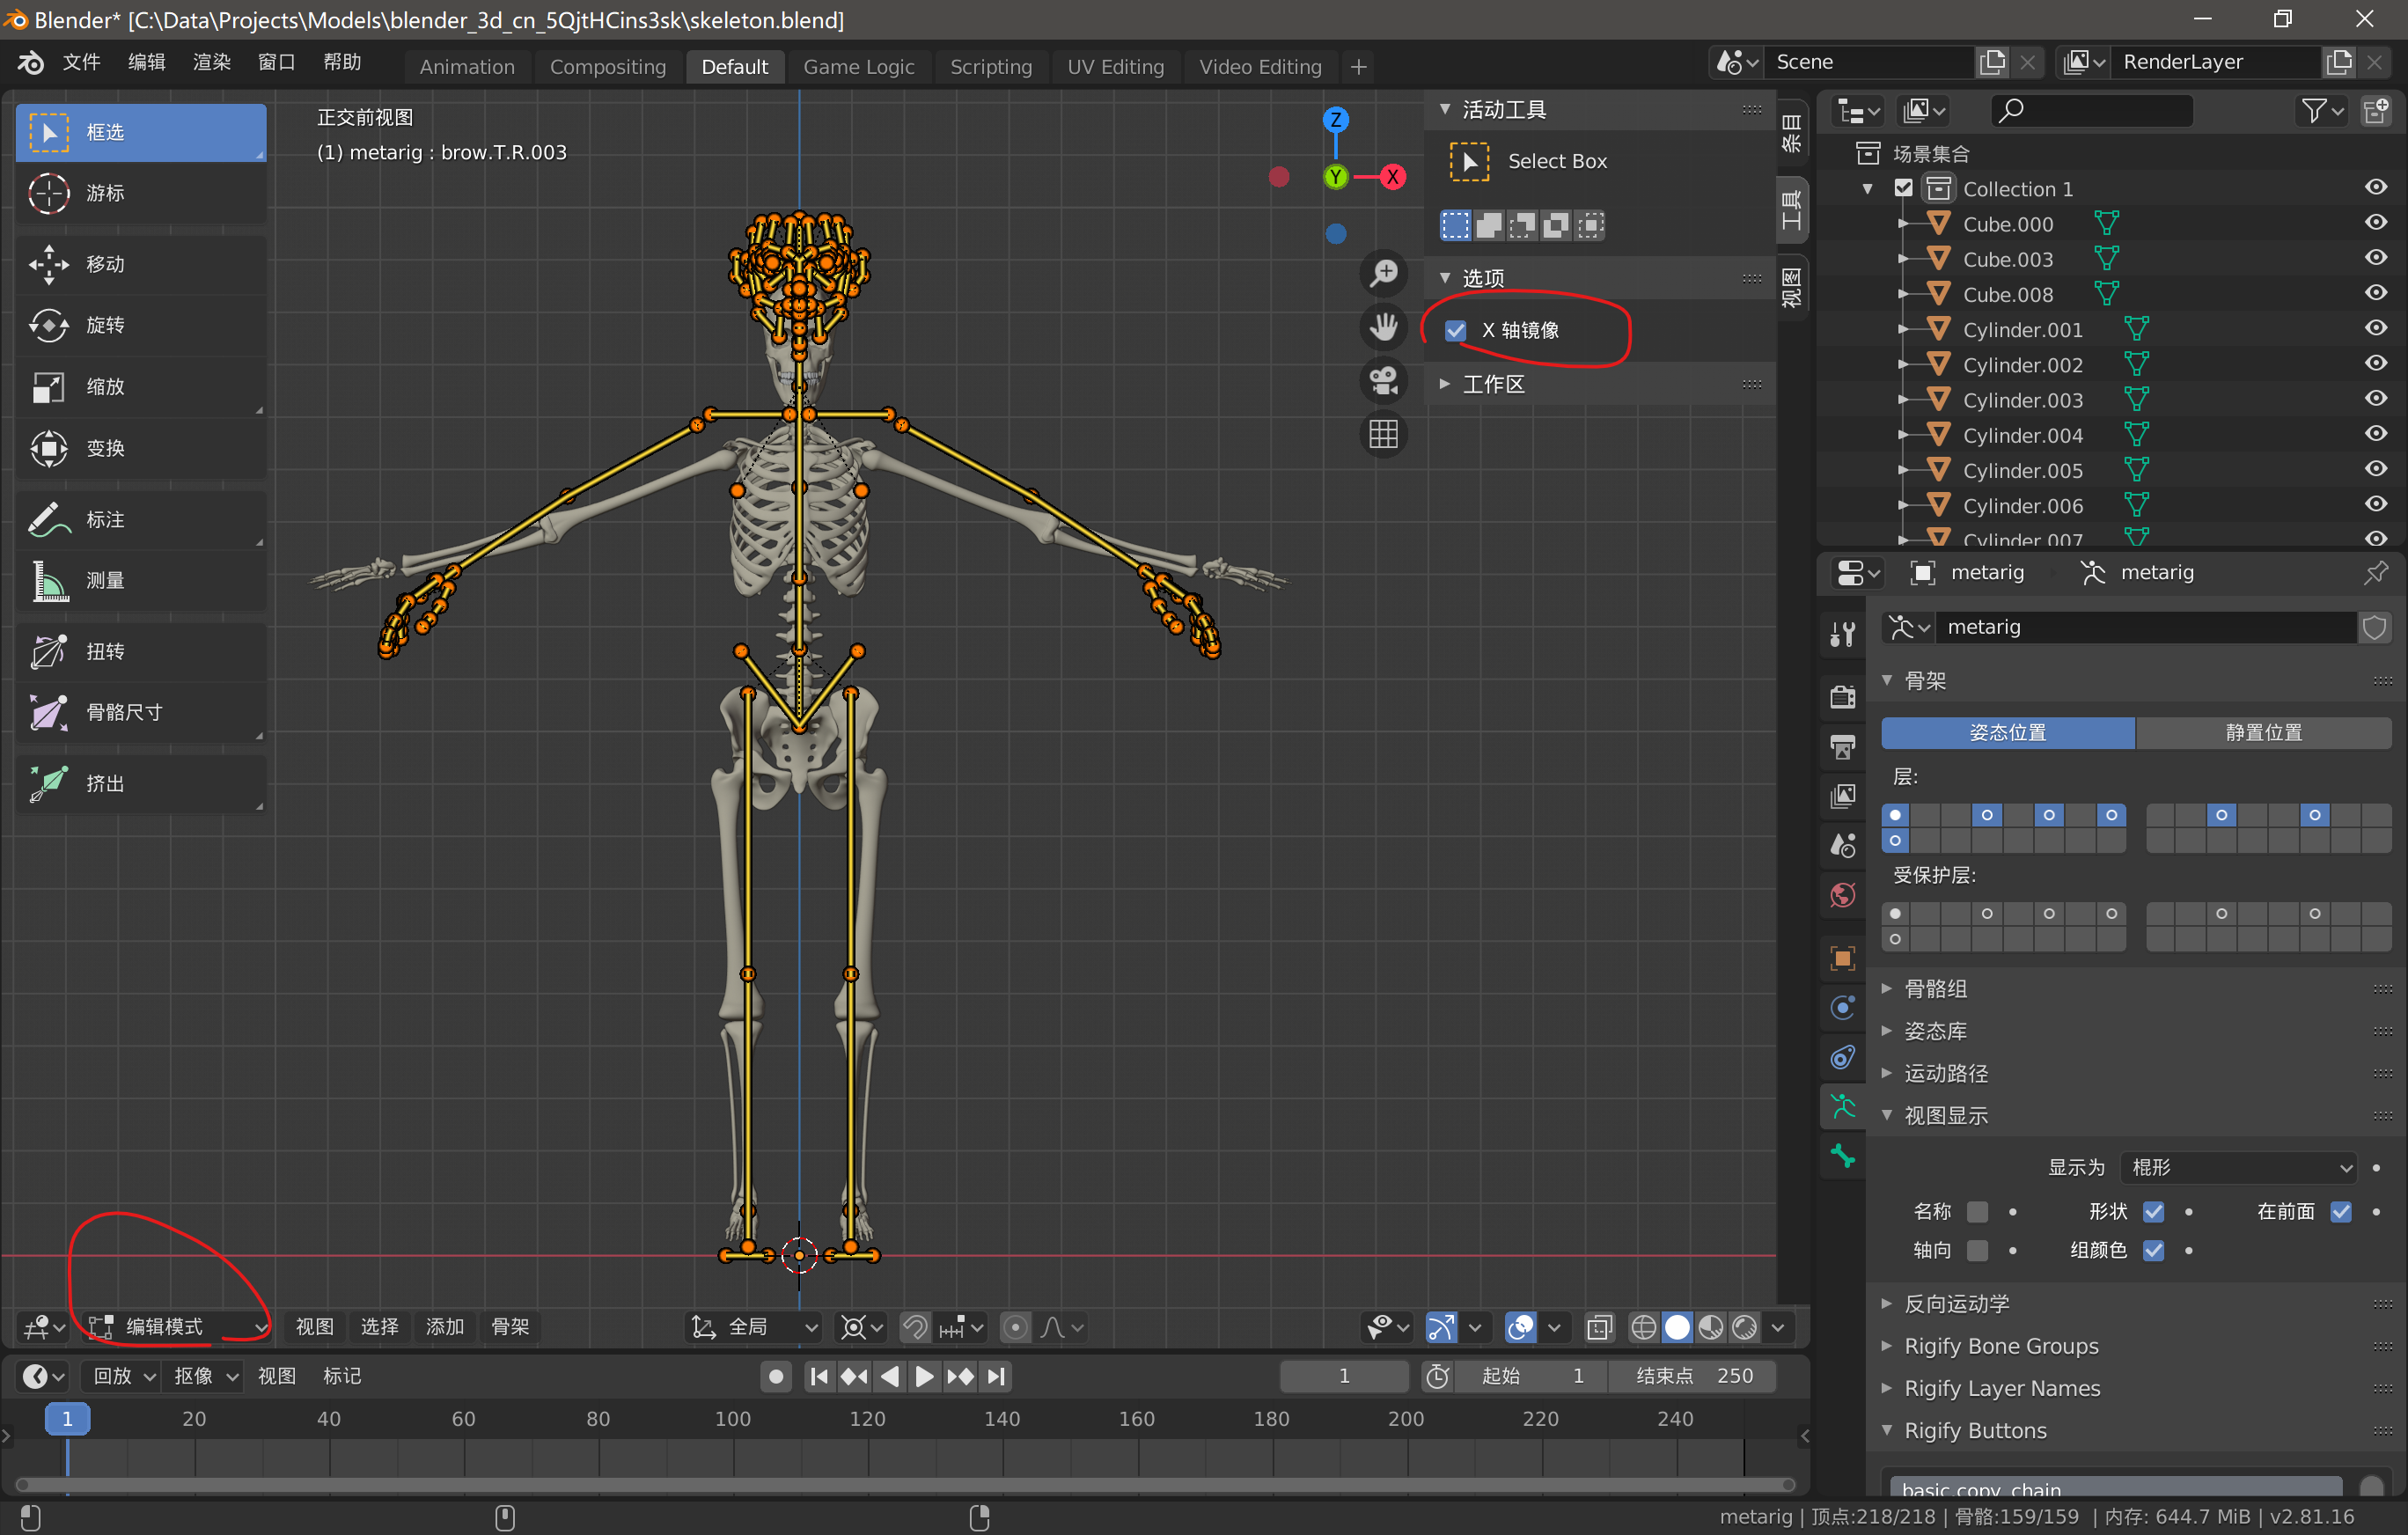 Blender* [C:\Data\Projects\Models\blender_3d_cn_5QjtHCins3sk\skeleton.blend]
文件 编辑 渲染 窗口 帮助 Animation Compositing Default Game Logic Scripting UV Editing Video Editing Scene RenderLayer
框选
游标
移动
旋转
缩放
变换
标注
测量
扭转
骨骼尺寸
挤出
正交前视图
(1) metarig : brow.T.R.003
Z
Y
X
活动工具
Select Box
选项
X 轴镜像
工作区
条目
工具
视图
场景集合
Collection 1
Cube.000
Cube.003
Cube.008
Cylinder.001
Cylinder.002
Cylinder.003
Cylinder.004
Cylinder.005
Cylinder.006
Cylinder.007
metarig metarig
metarig
骨架
姿态位置 静置位置
层:
受保护层:
骨骼组
姿态库
运动路径
视图显示
显示为 棍形
名称 形状 在前面
轴向 组颜色
反向运动学
Rigify Bone Groups
Rigify Layer Names
Rigify Buttons
basic.copy_chain
编辑模式 视图 选择 添加 骨架 全局
回放 抠像 视图 标记 1 起始 1 结束点 250
1 20 40 60 80 100 120 140 160 180 200 220 240
metarig | 顶点:218/218 | 骨骼:159/159 | 内存: 644.7 MiB | v2.81.16